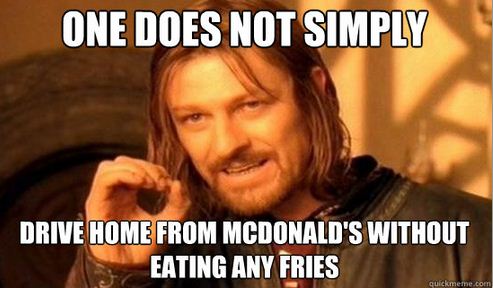 ONE DOES NOT SIMPLY
DRIVE HOME FROM MCDONALD'S WITHOUT
EATING ANY FRIES
quickmeme.com